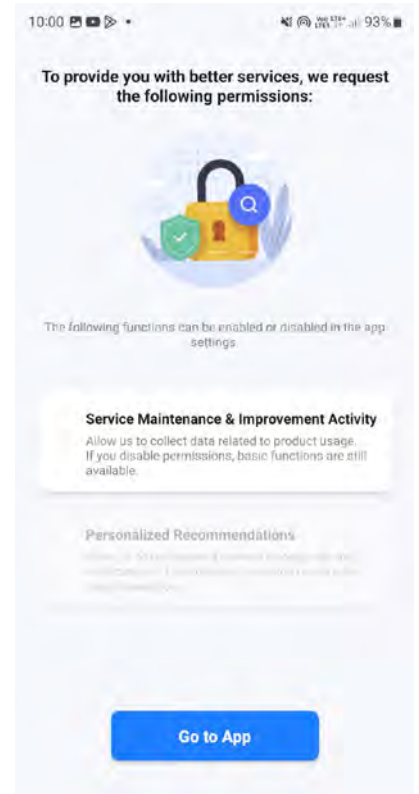 10:00
93%
To provide you with better services, we request
the following permissions:
The following functions can be enabled or disabled in the app
settings
Service Maintenance & Improvement Activity
Allow us to collect data related to product usage.
If you disable permissions, basic functions are still
available.
Personalized Recommendations
Go to App